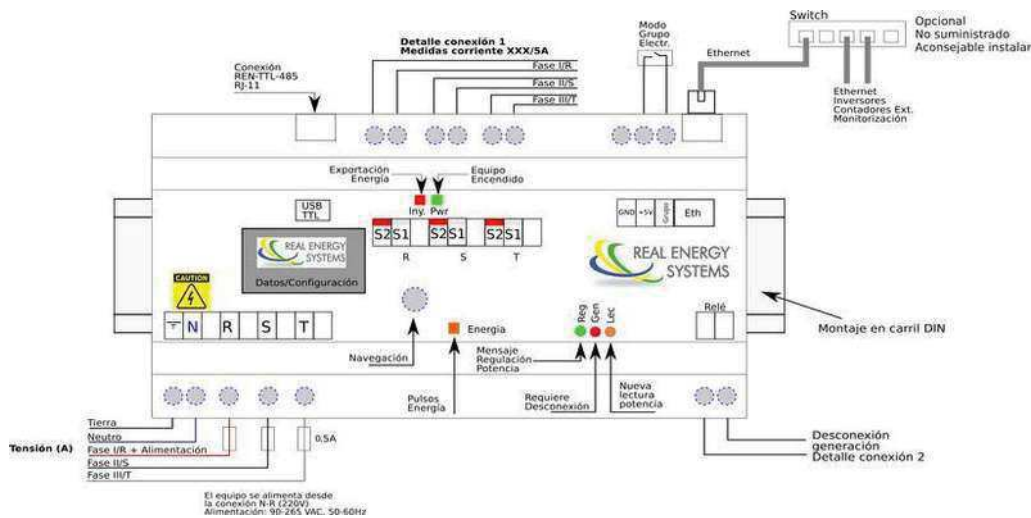 Switch
Opcional
No suministrado
Aconsejable instalar
Detalle conexión 1
Medidas corriente XXX/5A
Modo
Grupo
Electr.
Ethernet
Conexión
REN-TTL-485
RJ-11
Fase I/R
Fase II/S
Fase III/T
Ethernet
Inversores
Contadores Ext.
Monitorización
Exportación
Energía
Equipo
Encendido
Iny. Pwr
USB
TTL
S2 S1 S2 S1 S2 S1
R S T
GND +5V Grupo Eth
REAL ENERGY
SYSTEMS
Datos/Configuración
REAL ENERGY
SYSTEMS
CAUTION
N R S T
Energía
Reg Gen Lec
Relé
Montaje en carril DIN
Navegación
Mensaje
Regulación
Potencia
Pulsos
Energía
Requiere
Desconexión
Nueva
lectura
potencia
Tensión (A)
Tierra
Neutro
Fase I/R + Alimentación
Fase II/S
Fase III/T
0.5A
Desconexión
generación
Detalle conexión 2
El equipo se alimenta desde
la conexión N-R (220V)
Alimentación: 90-265 VAC, 50-60Hz